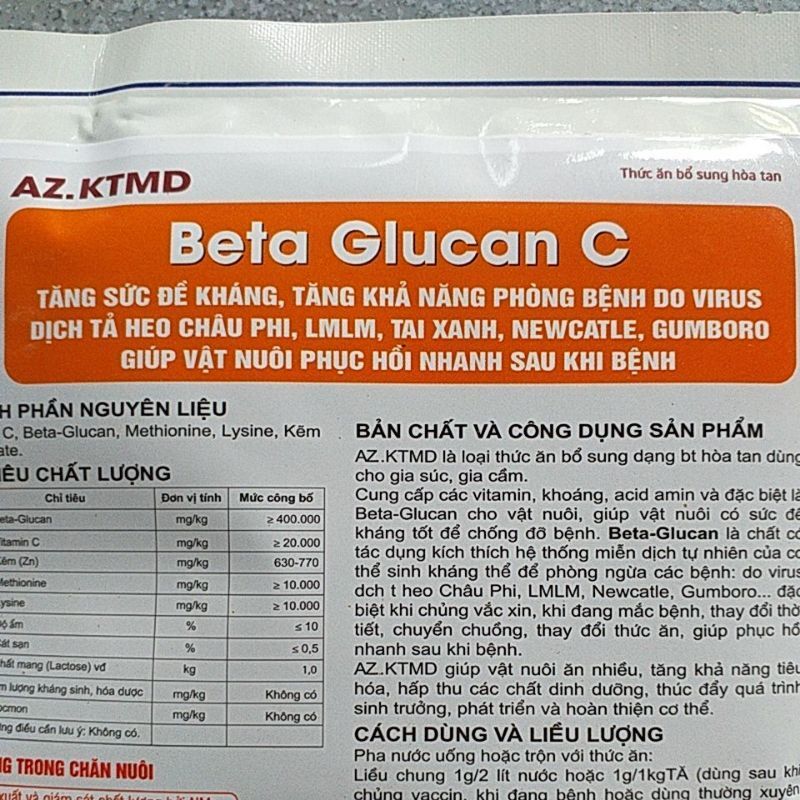 AZ.KTMD
Thức ăn bổ sung hòa tan
Beta Glucan C
TĂNG SỨC ĐỀ KHÁNG, TĂNG KHẢ NĂNG PHÒNG BỆNH DO VIRUS
DỊCH TẢ HEO CHÂU PHI, LMLM, TAI XANH, NEWCATLE, GUMBORO
GIÚP VẬT NUÔI PHỤC HỒI NHANH SAU KHI BỆNH
H PHẦN NGUYÊN LIỆU
C, Beta-Glucan, Methionine, Lysine, Kẽm
ate.
IÊU CHẤT LƯỢNG
Chỉ tiêu Đơn vị tính Mức công bố
eta-Glucan mg/kg ≥ 400.000
itamin C mg/kg ≥ 20.000
ẽm (Zn) mg/kg 630-770
Methionine mg/kg ≥ 10.000
ysine mg/kg ≥ 10.000
ộ ẩm % ≤ 10
át sạn % ≤ 0,5
hất mang (Lactose) vđ kg 1,0
m lượng kháng sinh, hóa dược mg/kg Không có
ocmon mg/kg Không có
ng điều cần lưu ý: Không có.
NG TRONG CHĂN NUÔI
BẢN CHẤT VÀ CÔNG DỤNG SẢN PHẨM
AZ.KTMD là loại thức ăn bổ sung dạng bt hòa tan dùng
cho gia súc, gia cầm.
Cung cấp các vitamin, khoáng, acid amin và đặc biệt là
Beta-Glucan cho vật nuôi, giúp vật nuôi có sức đề
kháng tốt để chống đỡ bệnh. Beta-Glucan là chất có
tác dụng kích thích hệ thống miễn dịch tự nhiên của cơ
thể sinh kháng thể để phòng ngừa các bệnh: do virus
dch t heo Châu Phi, LMLM, Newcatle, Gumboro... đặc
biệt khi chủng vắc xin, khi đang mắc bệnh, thay đổi thời
tiết, chuyển chuồng, thay đổi thức ăn, giúp phục hồi
nhanh sau khi bệnh.
AZ.KTMD giúp vật nuôi ăn nhiều, tăng khả năng tiêu
hóa, hấp thu các chất dinh dưỡng, thúc đẩy quá trình
sinh trưởng, phát triển và hoàn thiện cơ thể.
CÁCH DÙNG VÀ LIỀU LƯỢNG
Pha nước uống hoặc trộn với thức ăn:
Liều chung 1g/2 lít nước hoặc 1g/1kgTĂ (dùng sau khi
chủng vaccin, khi đang bệnh hoặc dùng thường xuyên